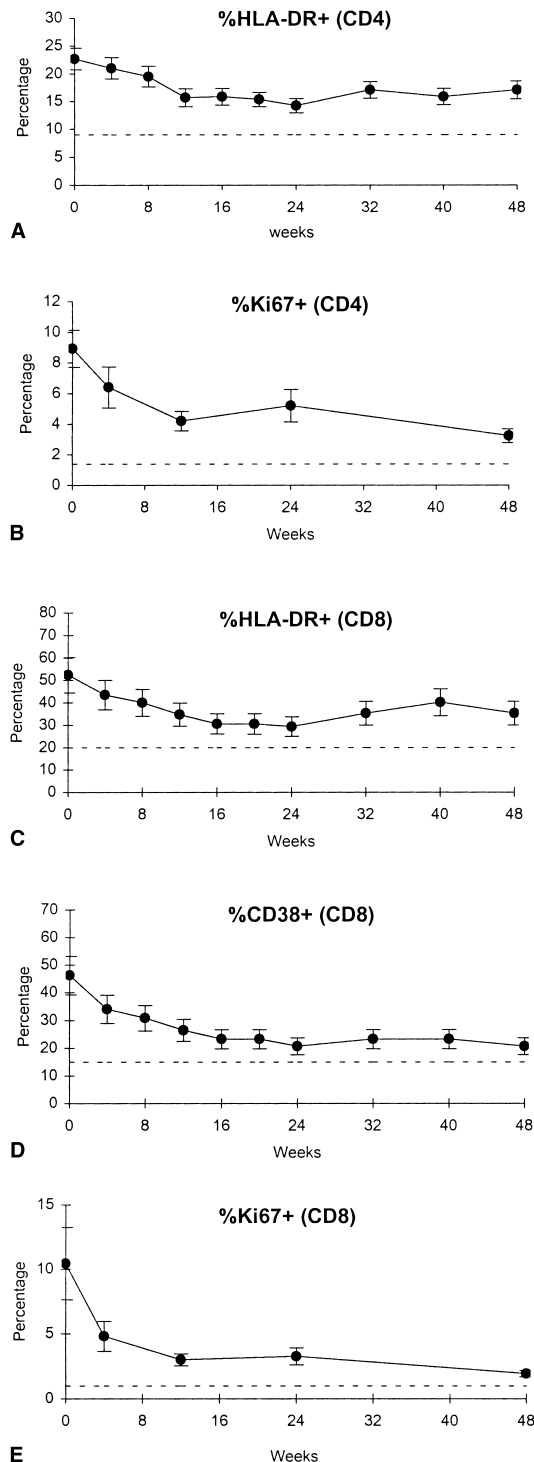 %HLA-DR+ (CD4)
Percentage
30
25
20
15
10
5
0
0 8 16 24 32 40 48
weeks
A
%Ki67+ (CD4)
Percentage
12
10
8
6
4
2
0
0 8 16 24 32 40 48
Weeks
B
%HLA-DR+ (CD8)
Percentage
80
70
60
50
40
30
20
10
0
0 8 16 24 32 40 48
Weeks
C
%CD38+ (CD8)
Percentage
70
60
50
40
30
20
10
0
0 8 16 24 32 40 48
Weeks
D
%Ki67+ (CD8)
Percentage
15
10
5
0
0 8 16 24 32 40 48
Weeks
E